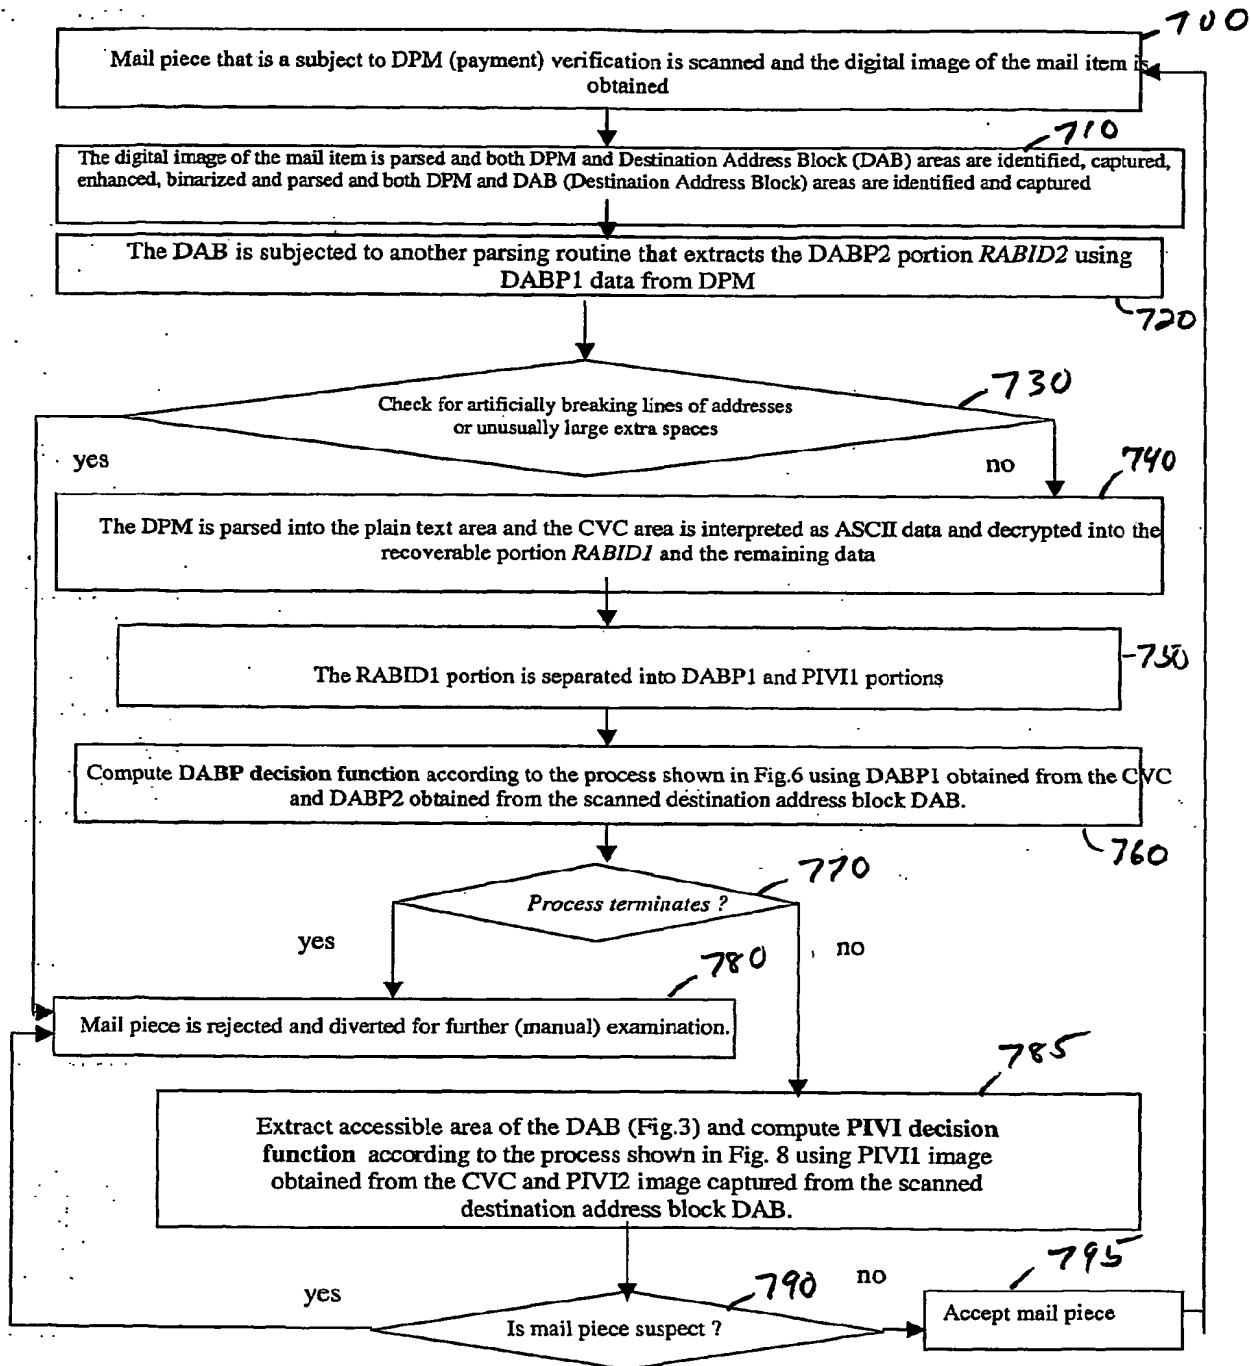 700
Mail piece that is a subject to DPM (payment) verification is scanned and the digital image of the mail item is
obtained
710
The digital image of the mail item is parsed and both DPM and Destination Address Block (DAB) areas are identified, captured,
enhanced, binarized and parsed and both DPM and DAB (Destination Address Block) areas are identified and captured
The DAB is subjected to another parsing routine that extracts the DABP2 portion RABID2 using
DABP1 data from DPM
720
730
Check for artificially breaking lines of addresses
or unusually large extra spaces
yes
no
740
The DPM is parsed into the plain text area and the CVC area is interpreted as ASCII data and decrypted into the
recoverable portion RABID1 and the remaining data
750
The RABID1 portion is separated into DABP1 and PIVI1 portions
Compute DABP decision function according to the process shown in Fig.6 using DABP1 obtained from the CVC
and DABP2 obtained from the scanned destination address block DAB.
760
770
Process terminates ?
yes
no
780
Mail piece is rejected and diverted for further (manual) examination.
785
Extract accessible area of the DAB (Fig.3) and compute PIVI decision
function according to the process shown in Fig. 8 using PIVI1 image
obtained from the CVC and PIVI2 image captured from the scanned
destination address block DAB.
795
790
no
yes
Is mail piece suspect ?
Accept mail piece